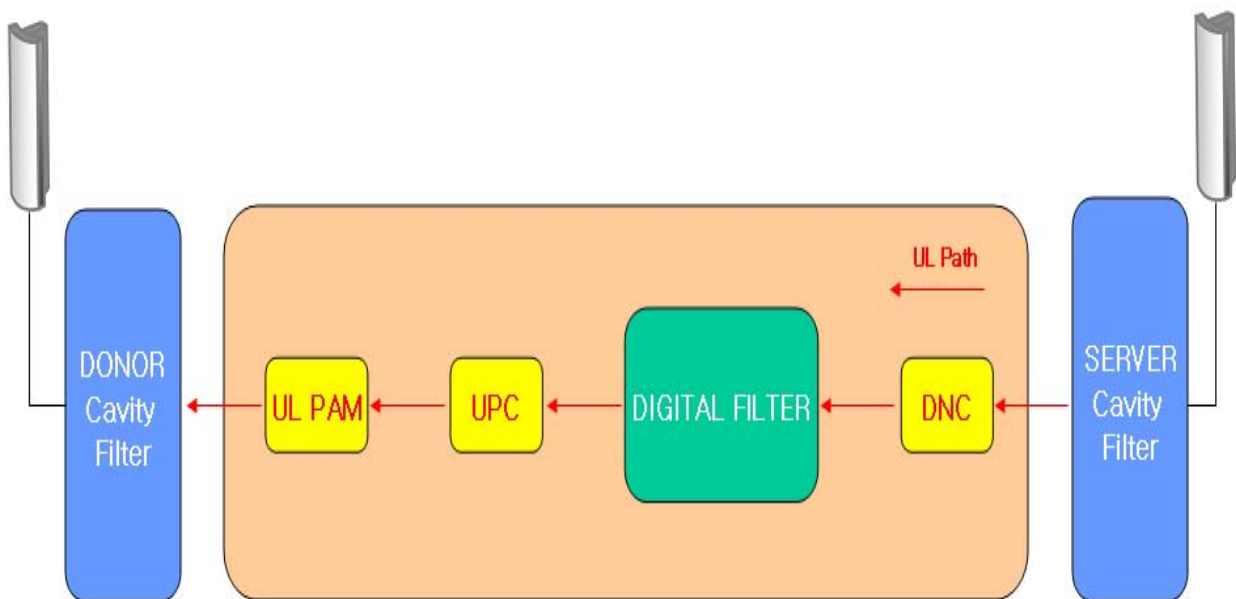 UL Path
DONOR
Cavity
Filter
UL PAM
UPC
DIGITAL FILTER
DNC
SERVER
Cavity
Filter